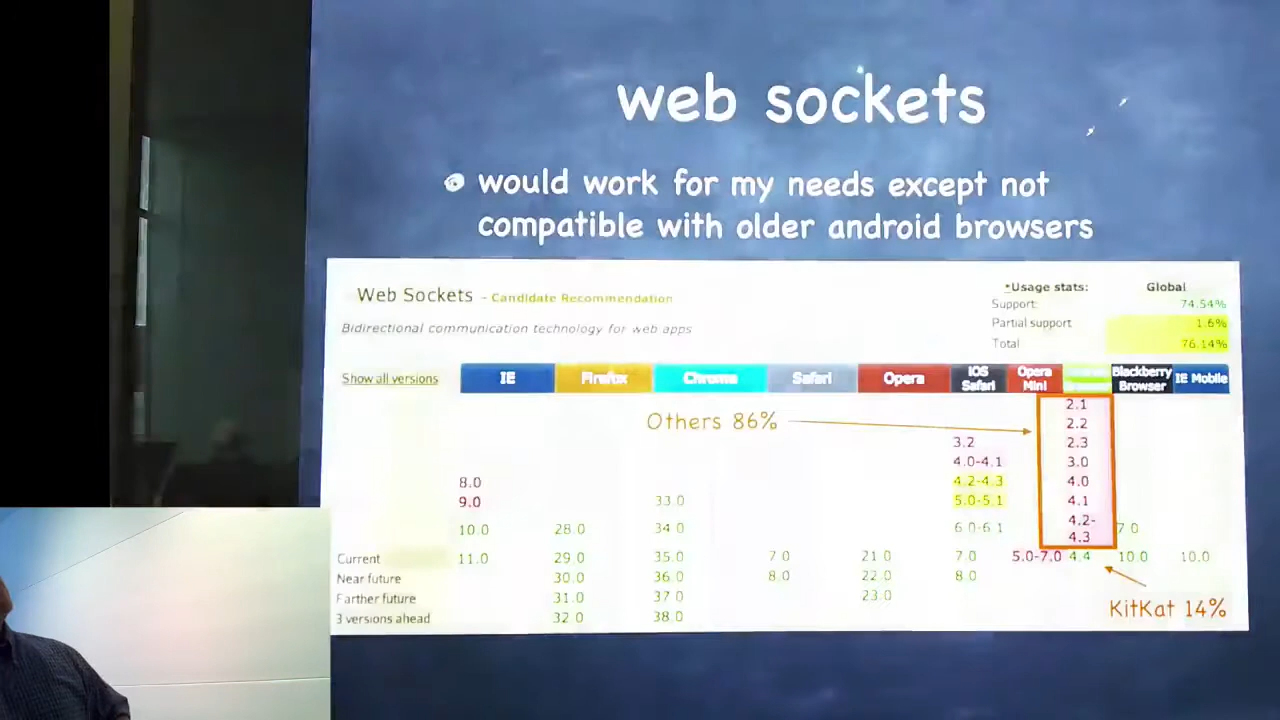 web sockets
would work for my needs except not
compatible with older android browsers
Web Sockets - Candidate Recommendation
*Usage stats: Global
Support: 74.54%
Partial support 1.6%
Total 76.14%
Bidirectional communication technology for web apps
Show all versions IE Firefox Chrome Safari Opera iOS Safari Opera Mini Blackberry Browser IE Mobile
2.1
Others 86%
2.2
3.2 2.3
4.0-4.1 3.0
8.0 4.2-4.3 4.0
9.0 33.0 5.0-5.1 4.1
10.0 28.0 34.0 6.0-6.1 4.2-4.3 7.0
Current 11.0 29.0 35.0 7.0 21.0 7.0 5.0-7.0 4.4 10.0 10.0
Near future 30.0 36.0 8.0 22.0 8.0
Farther future 31.0 37.0 23.0
3 versions ahead 32.0 38.0
KitKat 14%